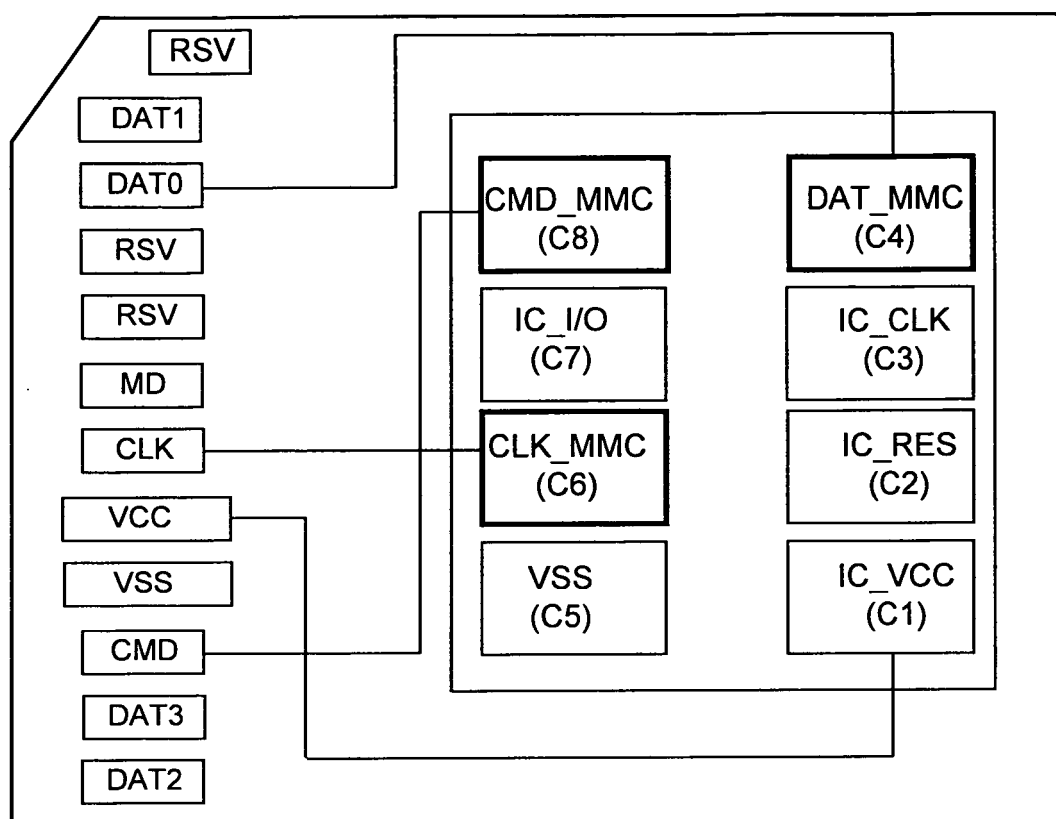 RSV
DAT1
DAT0
RSV
RSV
MD
CLK
VCC
VSS
CMD
DAT3
DAT2
CMD_MMC
(C8)
IC_I/O
(C7)
CLK_MMC
(C6)
VSS
(C5)
DAT_MMC
(C4)
IC_CLK
(C3)
IC_RES
(C2)
IC_VCC
(C1)